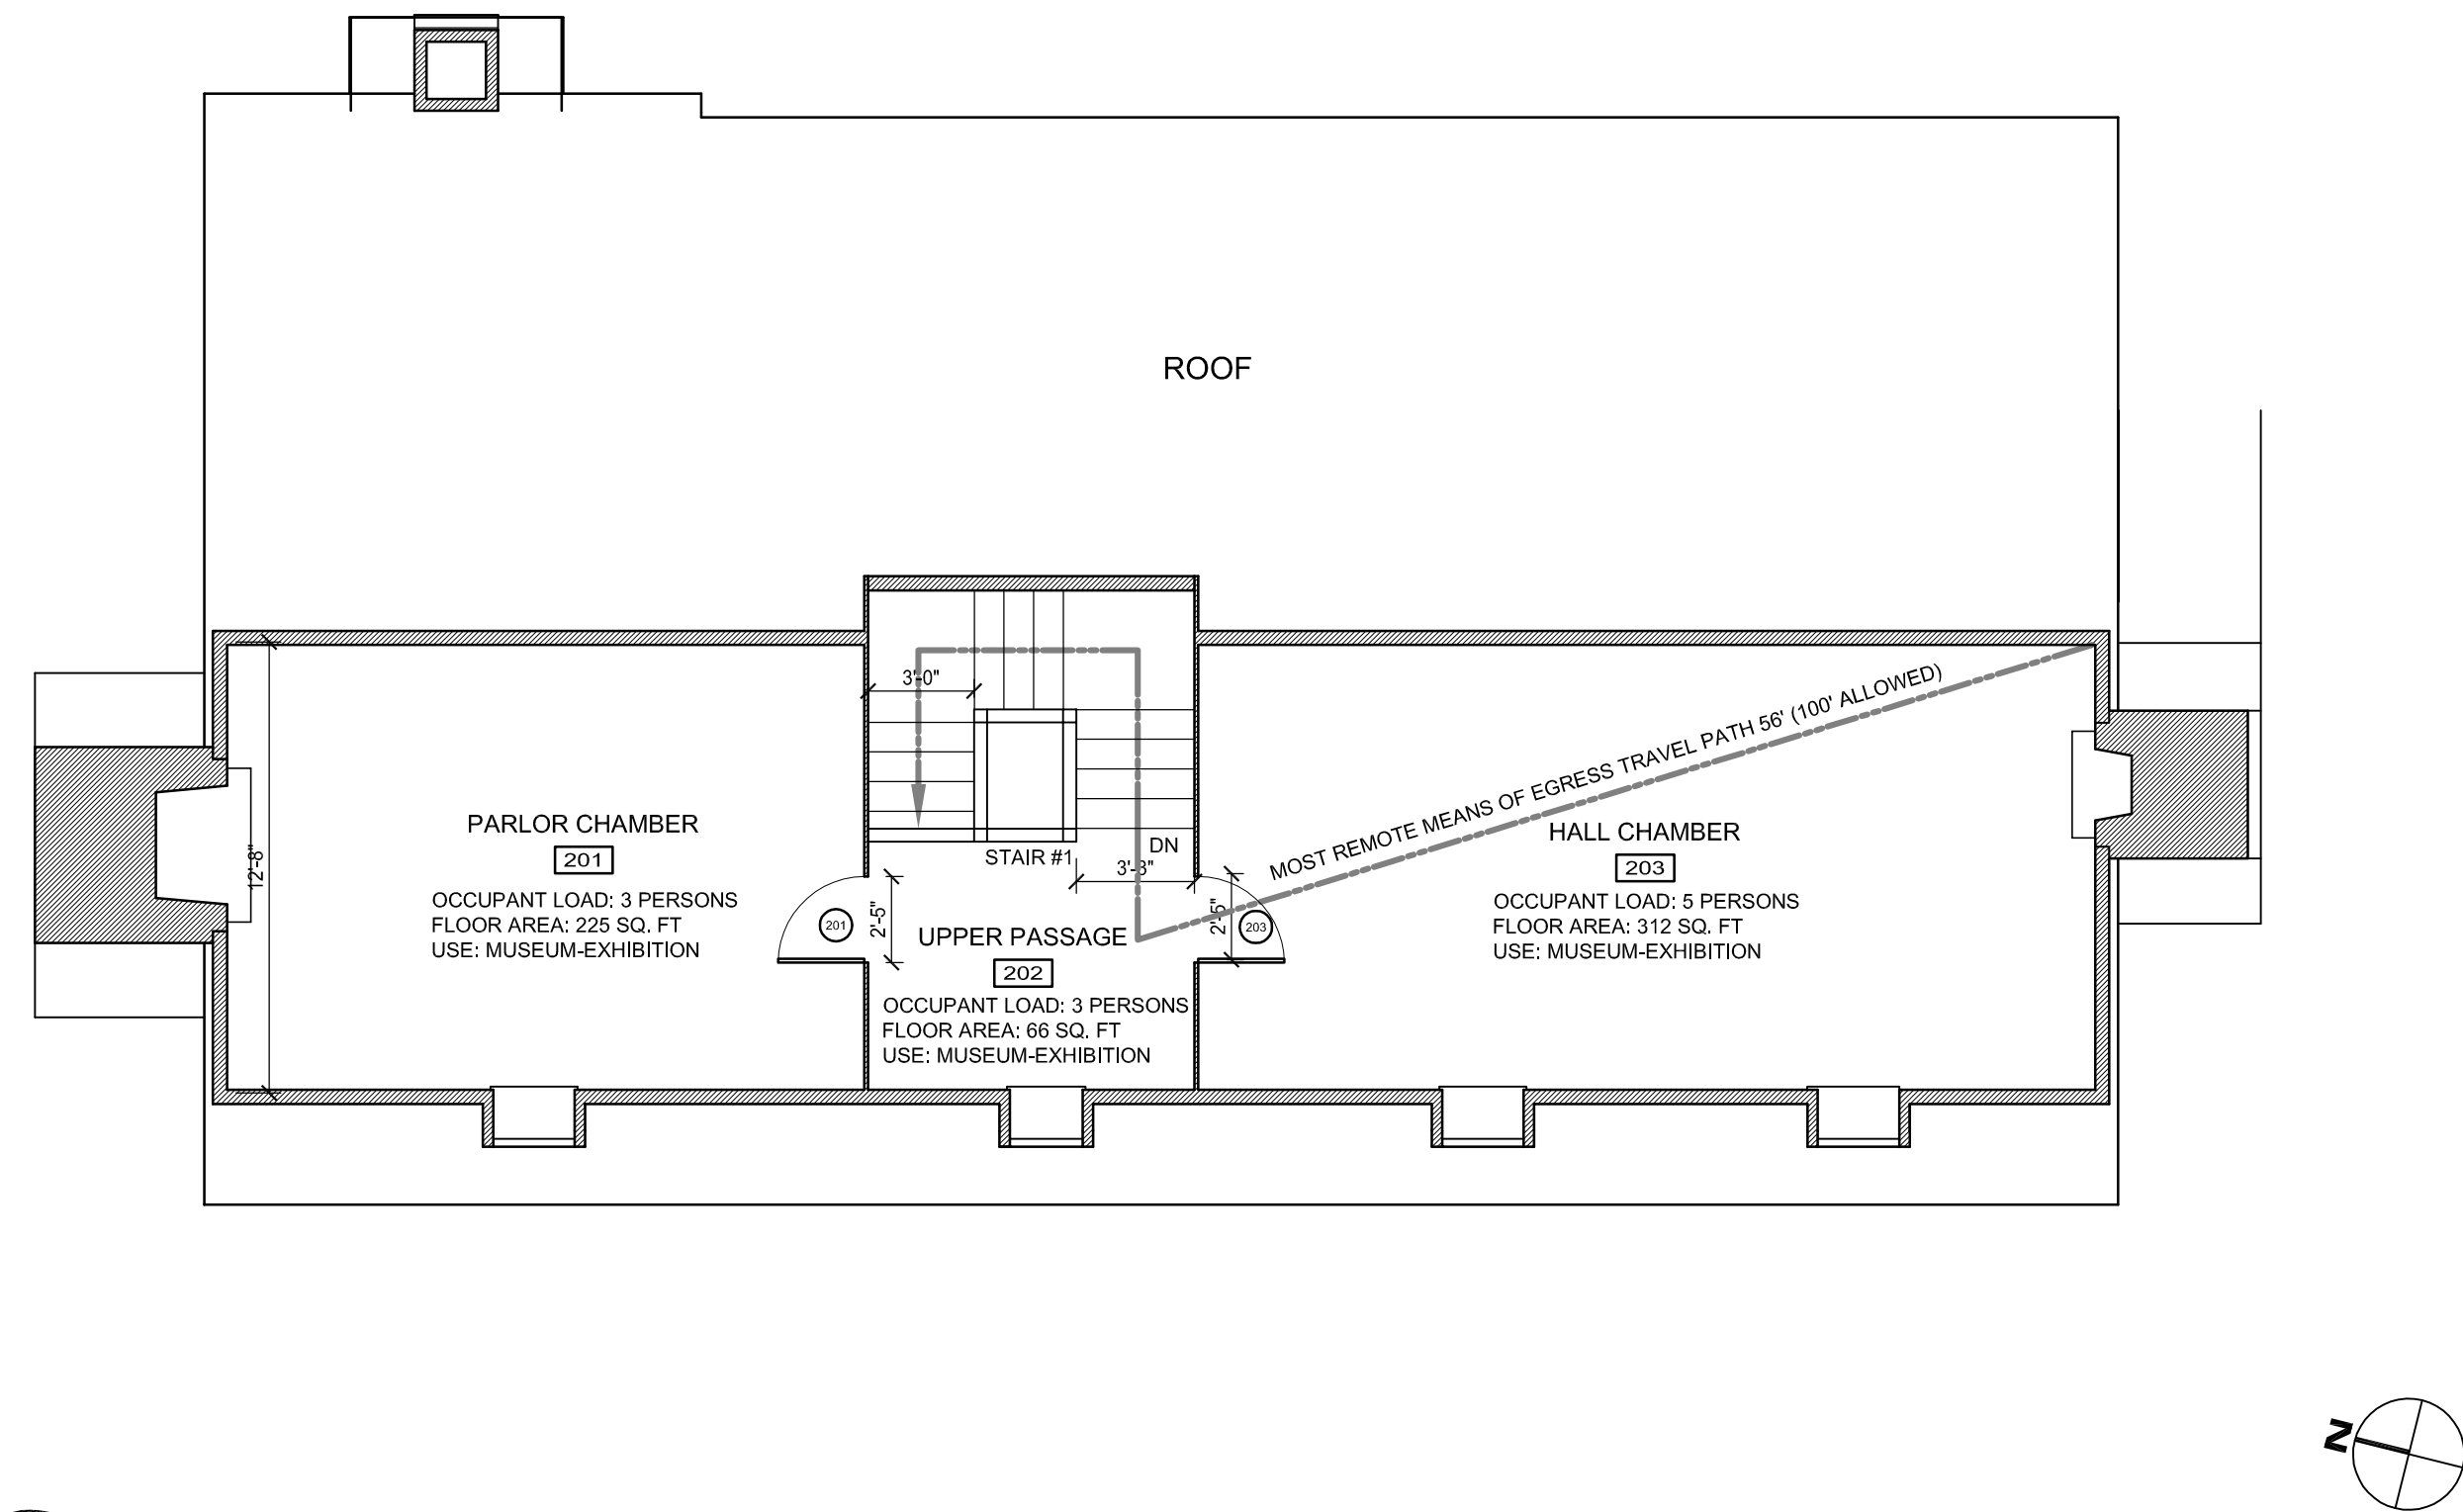 ROOF
3'-0"
MOST REMOTE MEANS OF EGRESS TRAVEL PATH 56' (100' ALLOWED)
PARLOR CHAMBER
201
OCCUPANT LOAD: 3 PERSONS
FLOOR AREA: 225 SQ. FT
USE: MUSEUM-EXHIBITION
12'-8"
STAIR #1
DN
3'-8"
HALL CHAMBER
203
OCCUPANT LOAD: 5 PERSONS
FLOOR AREA: 312 SQ. FT
USE: MUSEUM-EXHIBITION
201
2'-5"
2'-5"
203
UPPER PASSAGE
202
OCCUPANT LOAD: 3 PERSONS
FLOOR AREA: 66 SQ. FT
USE: MUSEUM-EXHIBITION
N